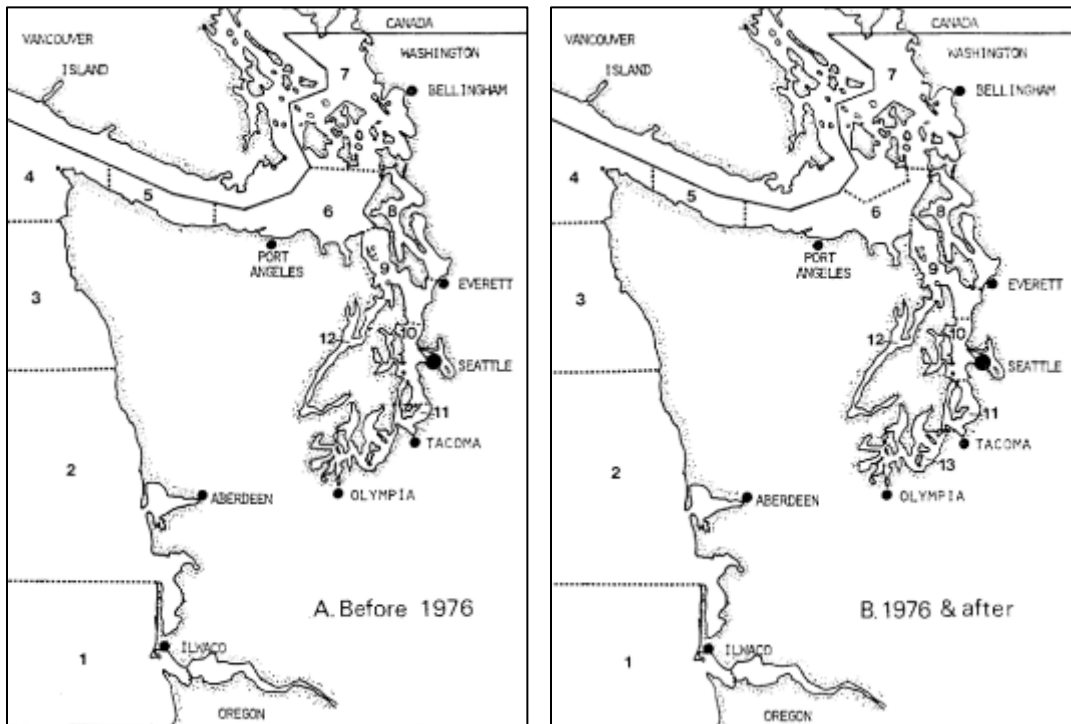 CANADA
VANCOUVER
WASHINGTON
ISLAND
7
BELLINGHAM
4
5
6
8
PORT
ANGELES
9
EVERETT
3
12
10
SEATTLE
11
TACOMA
2
ABERDEEN
OLYMPIA
A. Before 1976
ILWACO
1
OREGON
CANADA
VANCOUVER
WASHINGTON
ISLAND
7
BELLINGHAM
4
5
6
8
PORT
ANGELES
9
EVERETT
3
12
10
SEATTLE
11
TACOMA
13
2
ABERDEEN
OLYMPIA
B. 1976 & after
ILWACO
1
OREGON